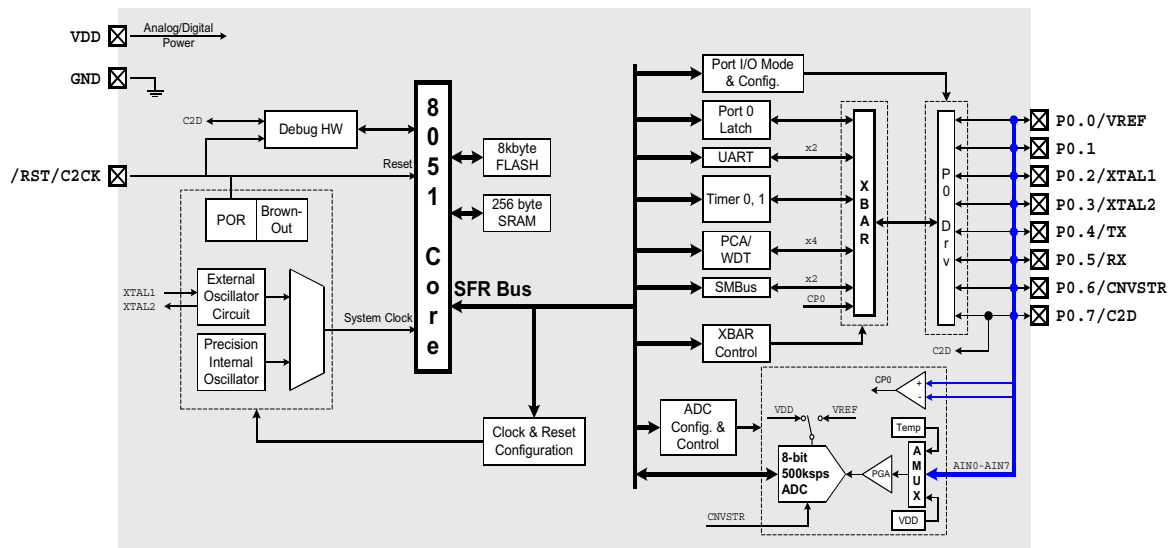 VDD
Analog/Digital
Power
GND
/RST/C2CK
C2D
Debug HW
Reset
POR
Brown-
Out
XTAL1
XTAL2
External
Oscillator
Circuit
Precision
Internal
Oscillator
System Clock
8
0
5
1
C
o
r
e
8kbyte
FLASH
256 byte
SRAM
SFR Bus
Clock & Reset
Configuration
Port I/O Mode
& Config.
Port 0
Latch
UART
x2
Timer 0, 1
PCA/
WDT
x4
SMBus
x2
CP0
XBAR
Control
X
B
A
R
P
0
D
r
v
P0.0/VREF
P0.1
P0.2/XTAL1
P0.3/XTAL2
P0.4/TX
P0.5/RX
P0.6/CNVSTR
P0.7/C2D
C2D
CP0
+
-
ADC
Config. &
Control
VDD
VREF
Temp
8-bit
500ksps
ADC
PGA
A
M
U
X
AIN0-AIN7
VDD
CNVSTR